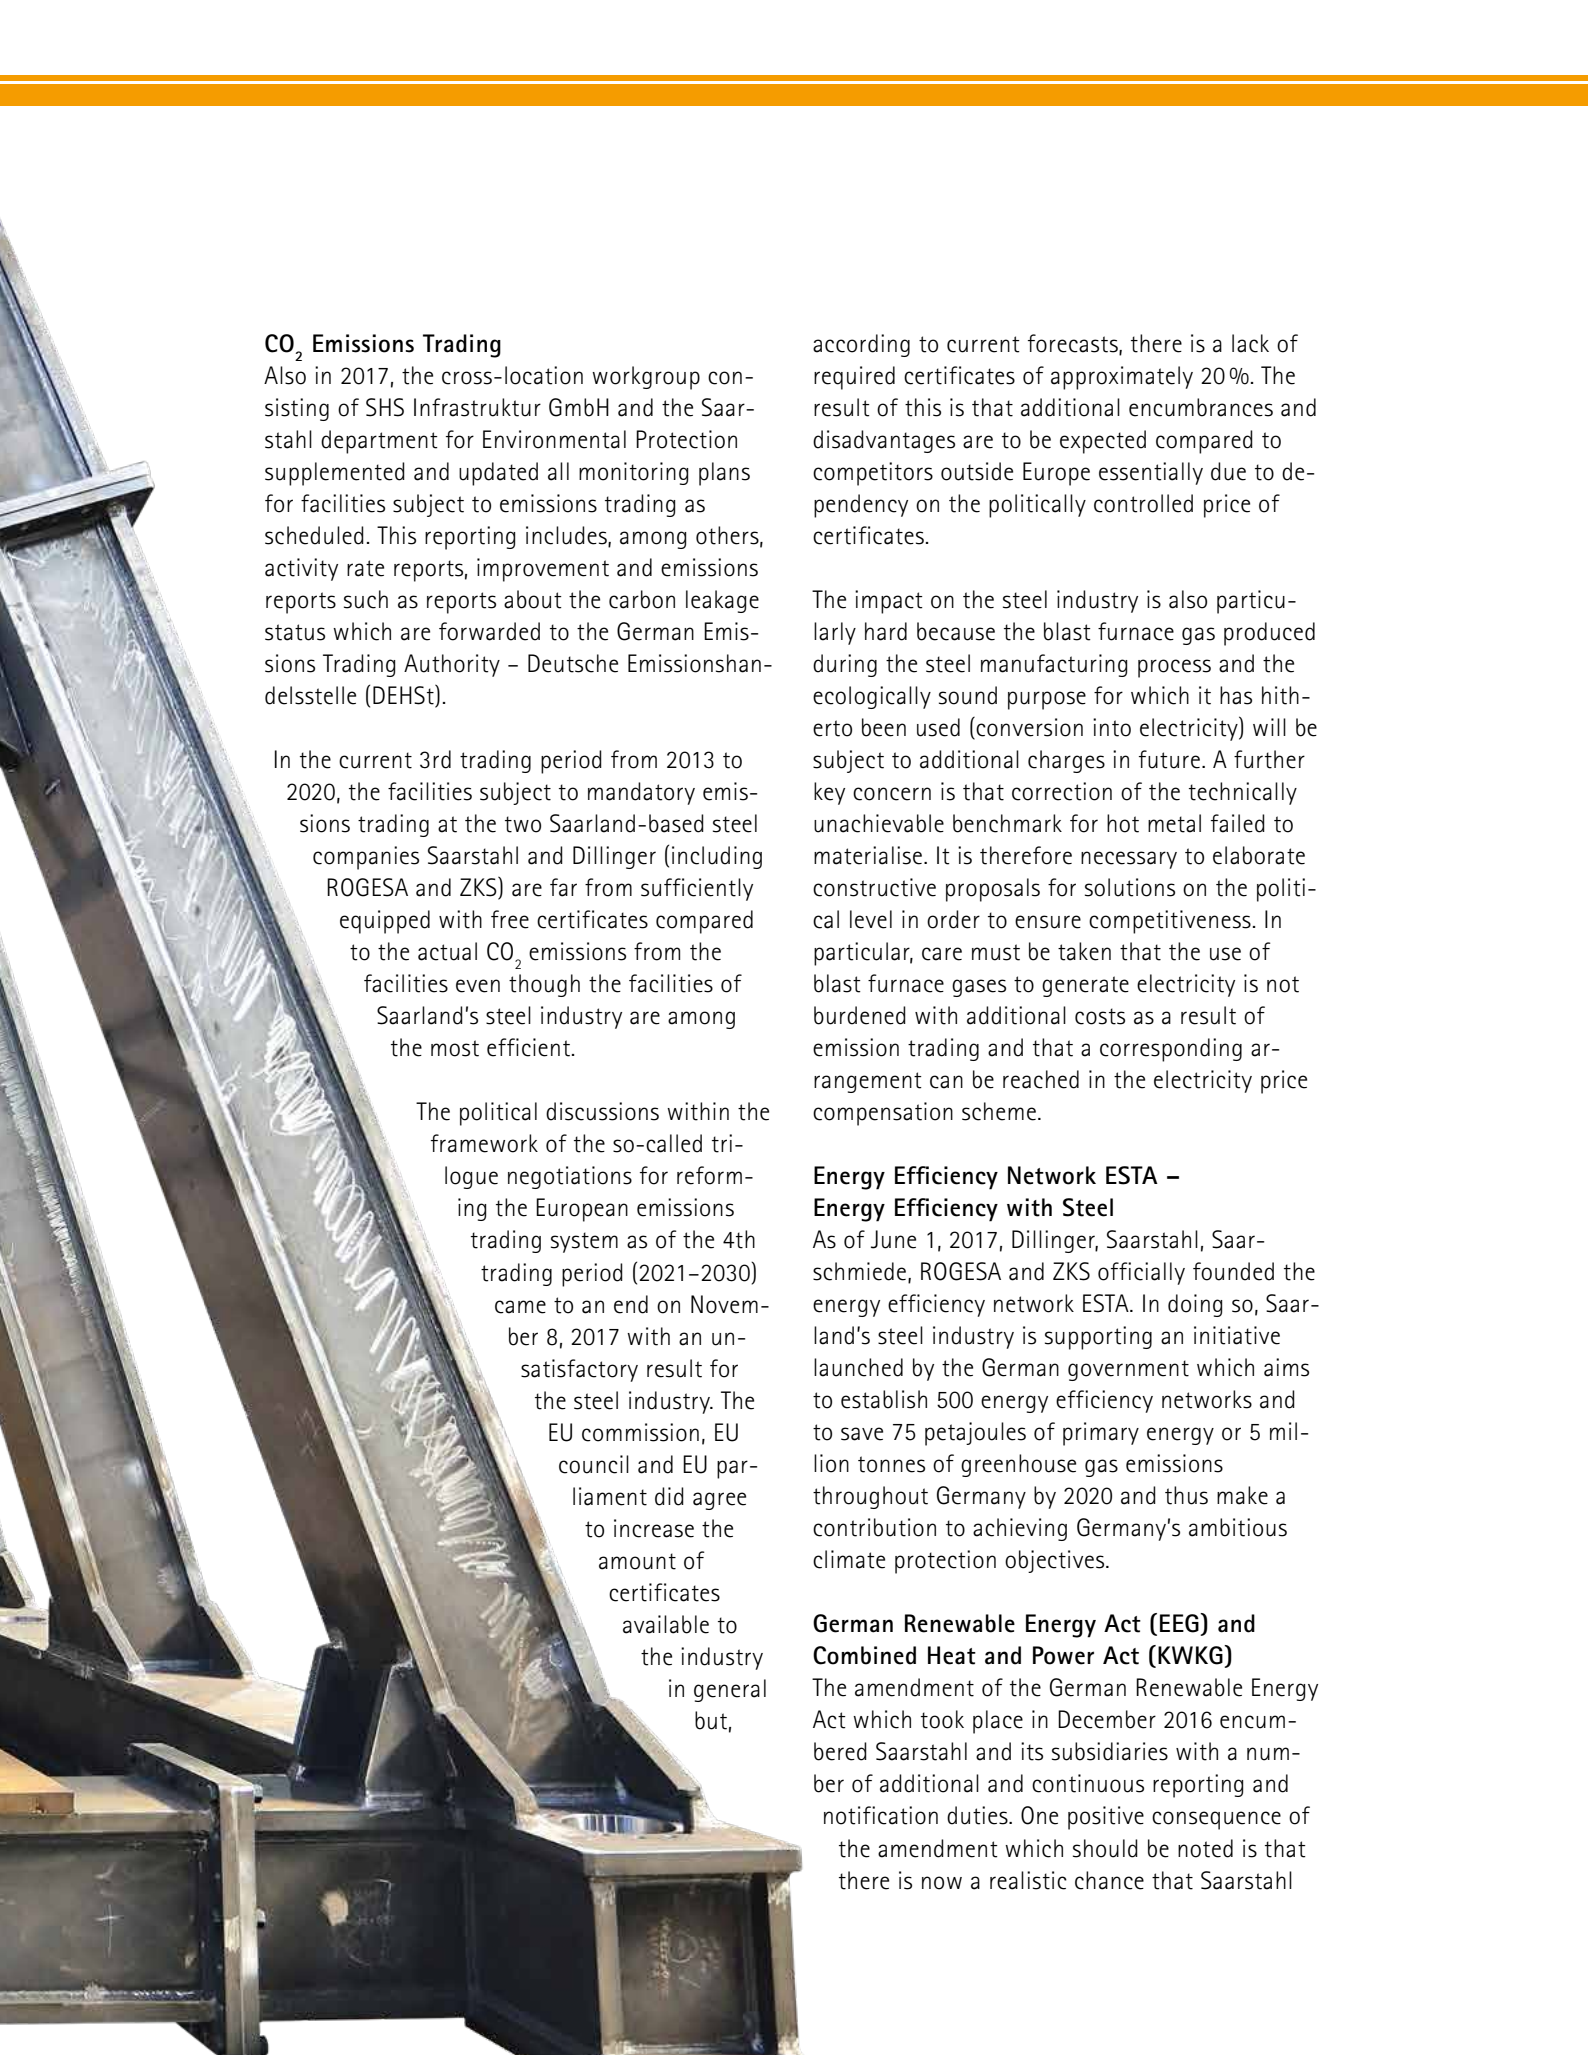 CO₂ Emissions Trading
Also in 2017, the cross-location workgroup con-
sisting of SHS Infrastruktur GmbH and the Saar-
stahl department for Environmental Protection
supplemented and updated all monitoring plans
for facilities subject to emissions trading as
scheduled. This reporting includes, among others,
activity rate reports, improvement and emissions
reports such as reports about the carbon leakage
status which are forwarded to the German Emis-
sions Trading Authority – Deutsche Emissionshan-
delsstelle (DEHSt).
In the current 3rd trading period from 2013 to
2020, the facilities subject to mandatory emis-
sions trading at the two Saarland-based steel
companies Saarstahl and Dillinger (including
ROGESA and ZKS) are far from sufficiently
equipped with free certificates compared
to the actual CO₂ emissions from the
facilities even though the facilities of
Saarland's steel industry are among
the most efficient.
The political discussions within the
framework of the so-called tri-
logue negotiations for reform-
ing the European emissions
trading system as of the 4th
trading period (2021–2030)
came to an end on Novem-
ber 8, 2017 with an un-
satisfactory result for
the steel industry. The
EU commission, EU
council and EU par-
liament did agree
to increase the
amount of
certificates
available to
the industry
in general
but,
according to current forecasts, there is a lack of
required certificates of approximately 20 %. The
result of this is that additional encumbrances and
disadvantages are to be expected compared to
competitors outside Europe essentially due to de-
pendency on the politically controlled price of
certificates.
The impact on the steel industry is also particu-
larly hard because the blast furnace gas produced
during the steel manufacturing process and the
ecologically sound purpose for which it has hith-
erto been used (conversion into electricity) will be
subject to additional charges in future. A further
key concern is that correction of the technically
unachievable benchmark for hot metal failed to
materialise. It is therefore necessary to elaborate
constructive proposals for solutions on the politi-
cal level in order to ensure competitiveness. In
particular, care must be taken that the use of
blast furnace gases to generate electricity is not
burdened with additional costs as a result of
emission trading and that a corresponding ar-
rangement can be reached in the electricity price
compensation scheme.
Energy Efficiency Network ESTA –
Energy Efficiency with Steel
As of June 1, 2017, Dillinger, Saarstahl, Saar-
schmiede, ROGESA and ZKS officially founded the
energy efficiency network ESTA. In doing so, Saar-
land's steel industry is supporting an initiative
launched by the German government which aims
to establish 500 energy efficiency networks and
to save 75 petajoules of primary energy or 5 mil-
lion tonnes of greenhouse gas emissions
throughout Germany by 2020 and thus make a
contribution to achieving Germany's ambitious
climate protection objectives.
German Renewable Energy Act (EEG) and
Combined Heat and Power Act (KWKG)
The amendment of the German Renewable Energy
Act which took place in December 2016 encum-
bered Saarstahl and its subsidiaries with a num-
ber of additional and continuous reporting and
notification duties. One positive consequence of
the amendment which should be noted is that
there is now a realistic chance that Saarstahl